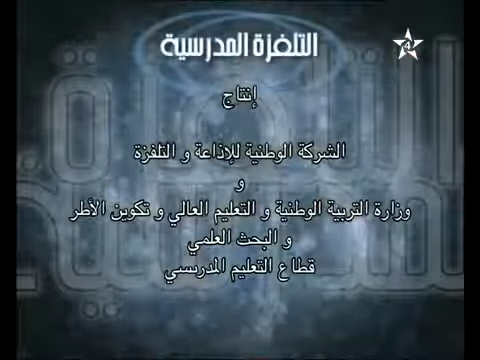 التلفزة المدرسية
4
إنتاج
الشركة الوطنية للإذاعة و التلفزة
و
وزارة التربية الوطنية و التعليم العالي و تكوين الأطر
و البحث العلمي
قطاع التعليم المدرسي